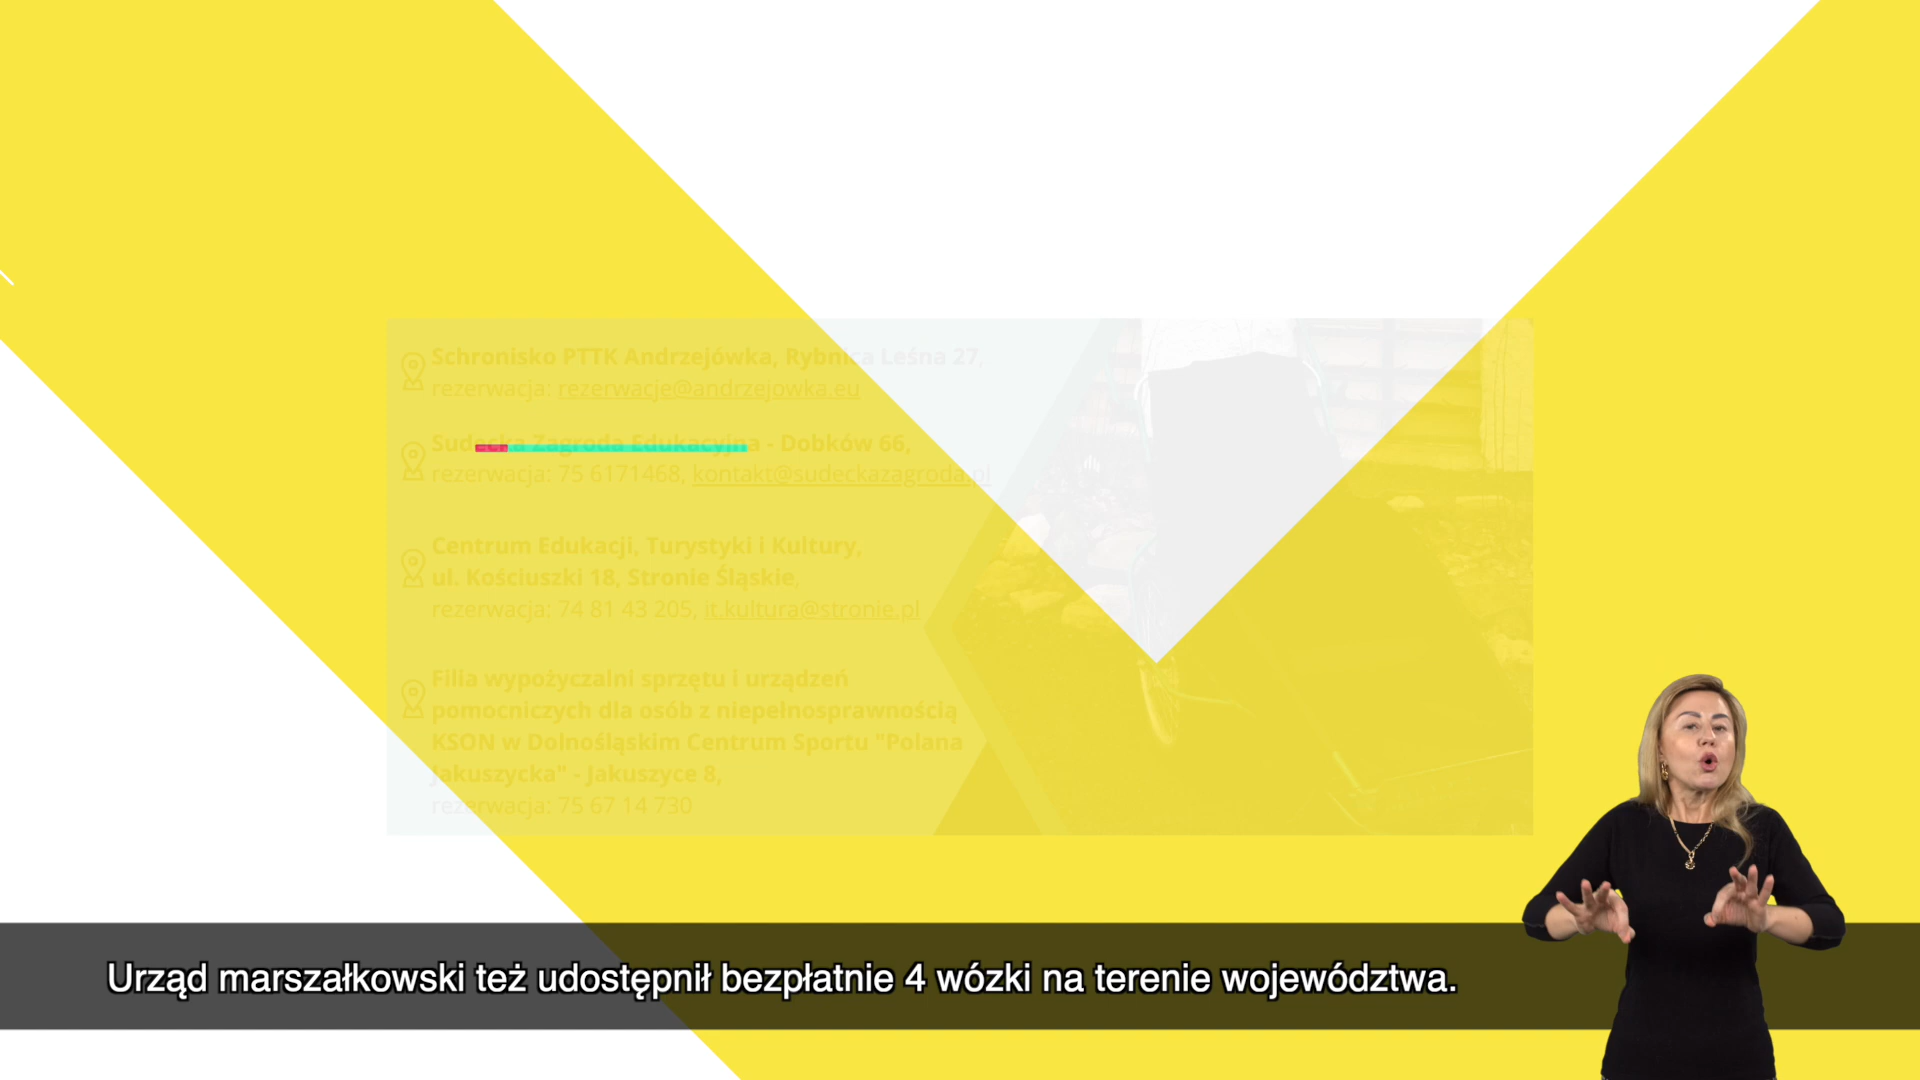 Schronisko PTTK Andrzejówka, Rybnica Leśna 27,
rezerwacja: rezerwacje@andrzejowka.eu
Sudecka Zagroda Edukacyjna - Dobków 66,
rezerwacja: 75 6171468, kontakt@sudeckazagroda.pl
Centrum Edukacji, Turystyki i Kultury,
ul. Kościuszki 18, Stronie Śląskie,
rezerwacja: 74 81 43 205, it.kultura@stronie.pl
Filia wypożyczalni sprzętu i urządzeń
pomocniczych dla osób z niepełnosprawnością
KSON w Dolnośląskim Centrum Sportu "Polana
Jakuszycka" - Jakuszyce 8,
rezerwacja: 75 67 14 730
Urząd marszałkowski też udostępnił bezpłatnie 4 wózki na terenie województwa.